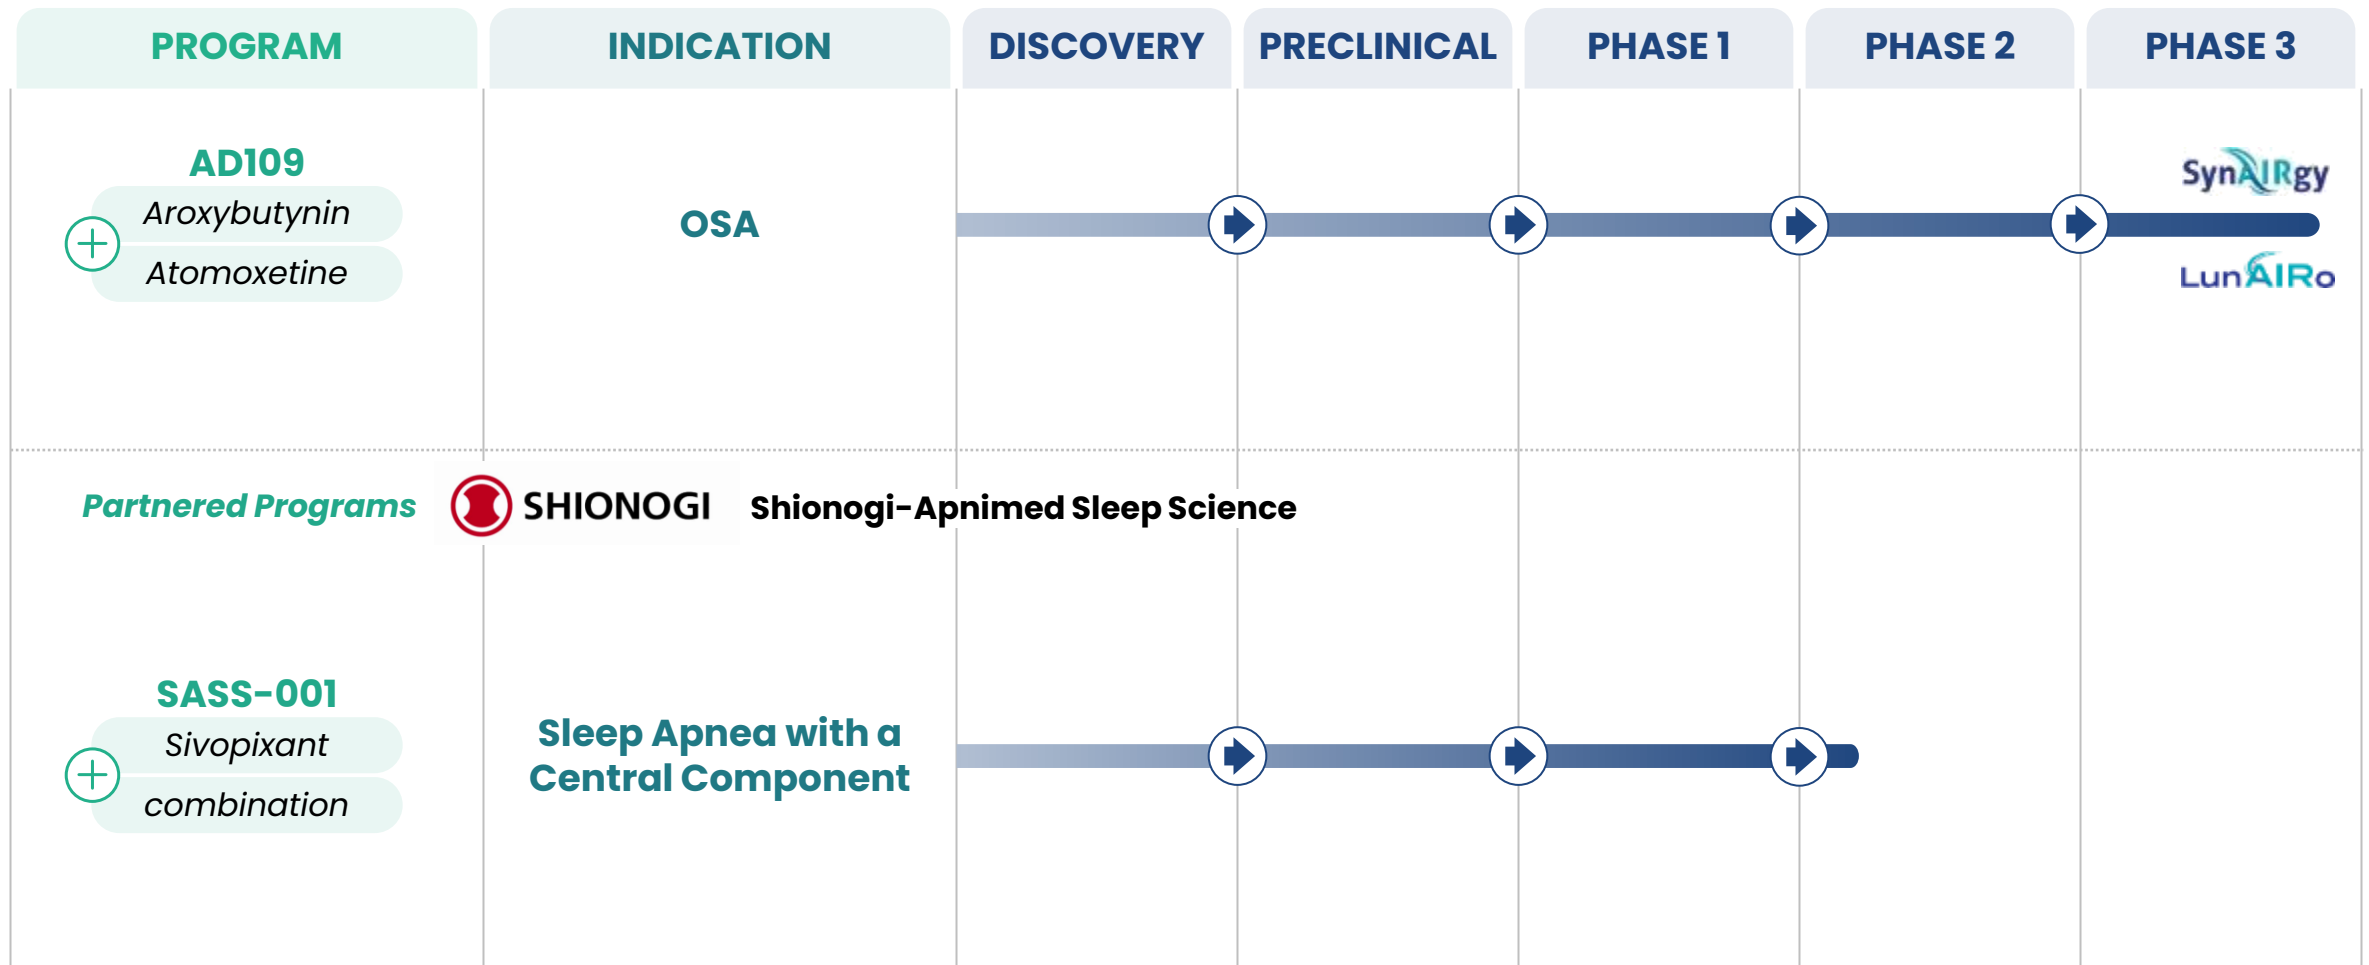 PROGRAM INDICATION DISCOVERY PRECLINICAL PHASE 1 PHASE 2 PHASE 3
AD109
Aroxybutynin
Atomoxetine
OSA
SynAIRgy
LunAIRo
Partnered Programs SHIONOGI Shionogi-Apnimed Sleep Science
SASS-001
Sivopixant
combination
Sleep Apnea with a
Central Component